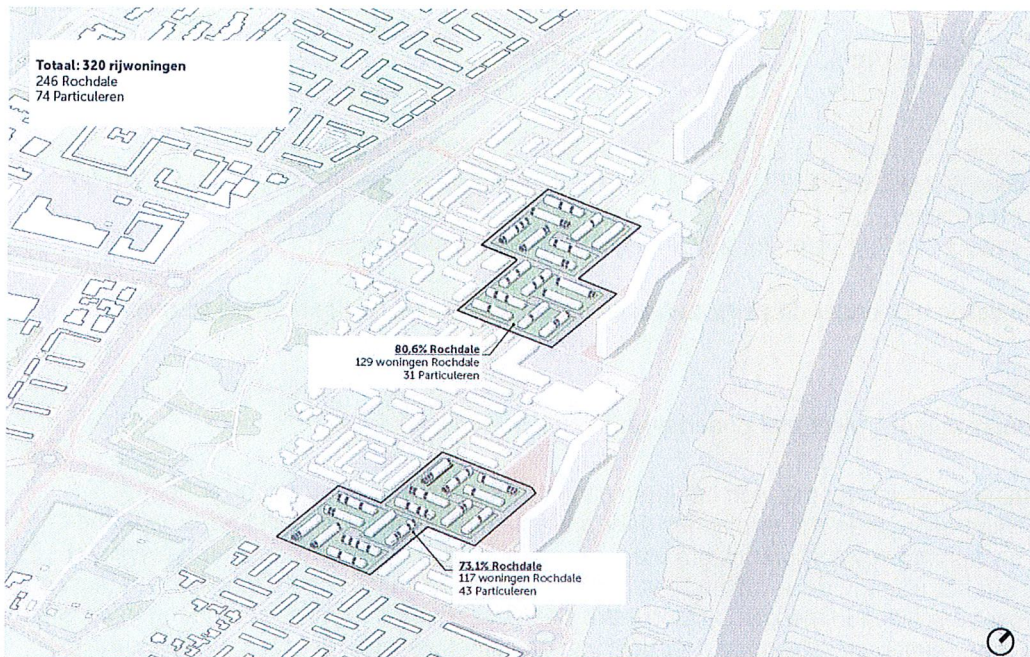 Totaal: 320 rijwoningen
246 Rochdale
74 Particuleren
80,6% Rochdale
129 woningen Rochdale
31 Particuleren
73,1% Rochdale
117 woningen Rochdale
43 Particuleren